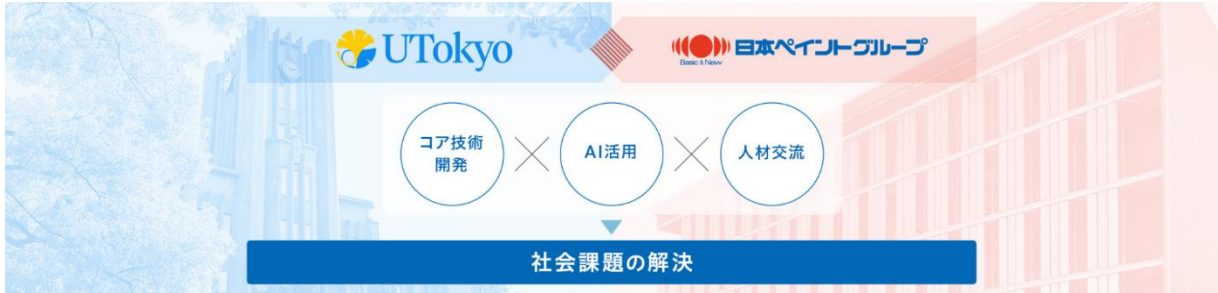 UTokyo
Basic & New
日本ペイントグループ
コア技術
開発
AI活用
人材交流
社会課題の解決